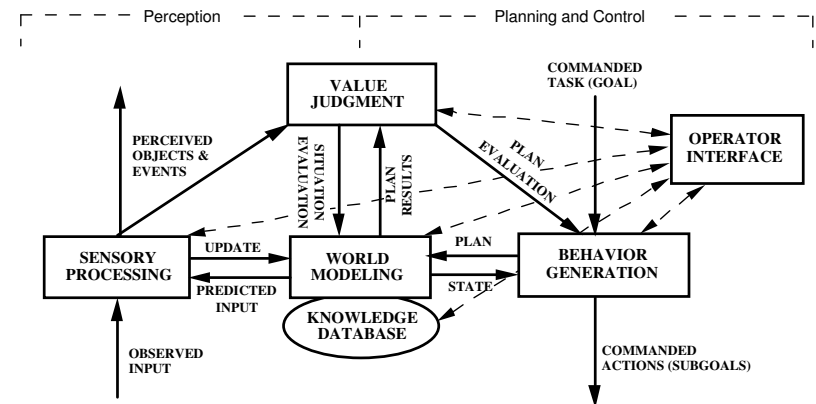 Perception
Planning and Control
VALUE
JUDGMENT
COMMANDED
TASK (GOAL)
OPERATOR
INTERFACE
PERCEIVED
OBJECTS &
EVENTS
SITUATION
EVALUATION
PLAN
RESULTS
PLAN
EVALUATION
SENSORY
PROCESSING
UPDATE
PREDICTED
INPUT
WORLD
MODELING
PLAN
STATE
BEHAVIOR
GENERATION
KNOWLEDGE
DATABASE
OBSERVED
INPUT
COMMANDED
ACTIONS (SUBGOALS)